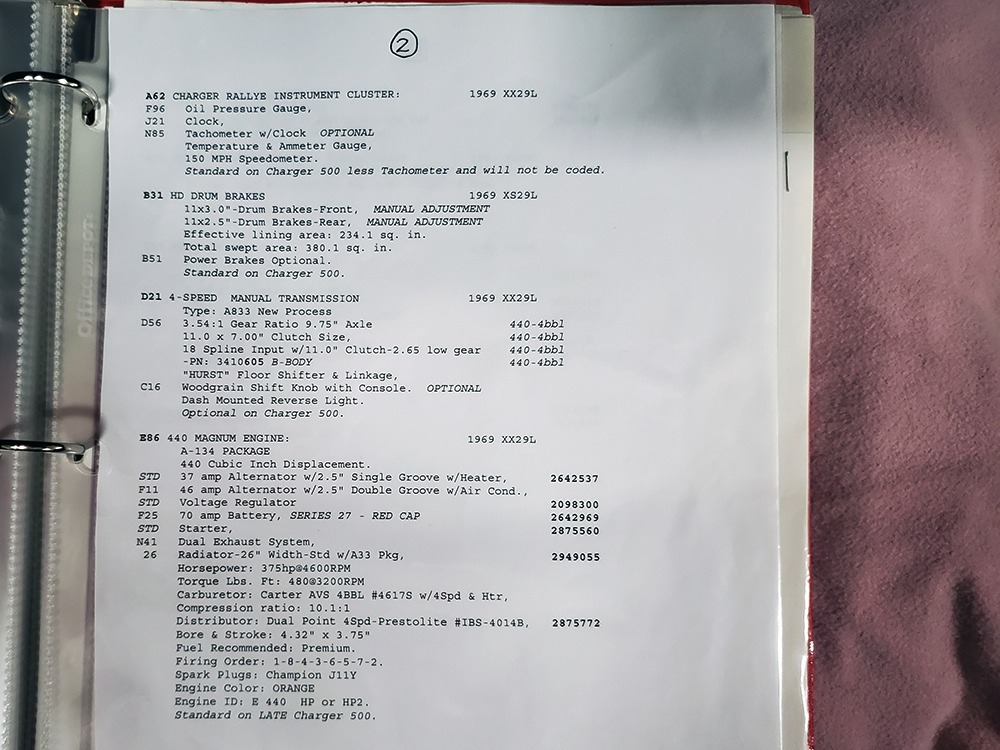 2
A62 CHARGER RALLYE INSTRUMENT CLUSTER: 1969 XX29L
F96 Oil Pressure Gauge,
J21 Clock,
N85 Tachometer w/Clock OPTIONAL
Temperature & Ammeter Gauge,
150 MPH Speedometer.
Standard on Charger 500 less Tachometer and will not be coded.
B31 HD DRUM BRAKES 1969 XS29L
11x3.0"-Drum Brakes-Front, MANUAL ADJUSTMENT
11x2.5"-Drum Brakes-Rear, MANUAL ADJUSTMENT
Effective lining area: 234.1 sq. in.
Total swept area: 380.1 sq. in.
B51 Power Brakes Optional.
Standard on Charger 500.
D21 4-SPEED MANUAL TRANSMISSION 1969 XX29L
Type: A833 New Process
D56 3.54:1 Gear Ratio 9.75" Axle 440-4bbl
11.0 x 7.00" Clutch Size, 440-4bbl
18 Spline Input w/11.0" Clutch-2.65 low gear 440-4bbl
-PN: 3410605 B-BODY 440-4bbl
"HURST" Floor Shifter & Linkage,
C16 Woodgrain Shift Knob with Console. OPTIONAL
Dash Mounted Reverse Light.
Optional on Charger 500.
E86 440 MAGNUM ENGINE: 1969 XX29L
A-134 PACKAGE
440 Cubic Inch Displacement.
STD 37 amp Alternator w/2.5" Single Groove w/Heater, 2642537
F11 46 amp Alternator w/2.5" Double Groove w/Air Cond.,
STD Voltage Regulator 2098300
F25 70 amp Battery, SERIES 27 - RED CAP 2642969
STD Starter, 2875560
N41 Dual Exhaust System,
26 Radiator-26" Width-Std w/A33 Pkg, 2949055
Horsepower: 375hp@4600RPM
Torque Lbs. Ft: 480@3200RPM
Carburetor: Carter AVS 4BBL #4617S w/4Spd & Htr,
Compression ratio: 10.1:1
Distributor: Dual Point 4Spd-Prestolite #IBS-4014B, 2875772
Bore & Stroke: 4.32" x 3.75"
Fuel Recommended: Premium.
Firing Order: 1-8-4-3-6-5-7-2.
Spark Plugs: Champion J11Y
Engine Color: ORANGE
Engine ID: E 440 HP or HP2.
Standard on LATE Charger 500.
Office DEPOT